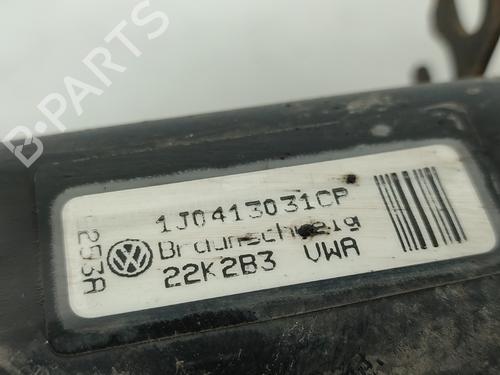 B-PARTS
1J0413031CP
Braunschweig
22K2B3 VWA
253A